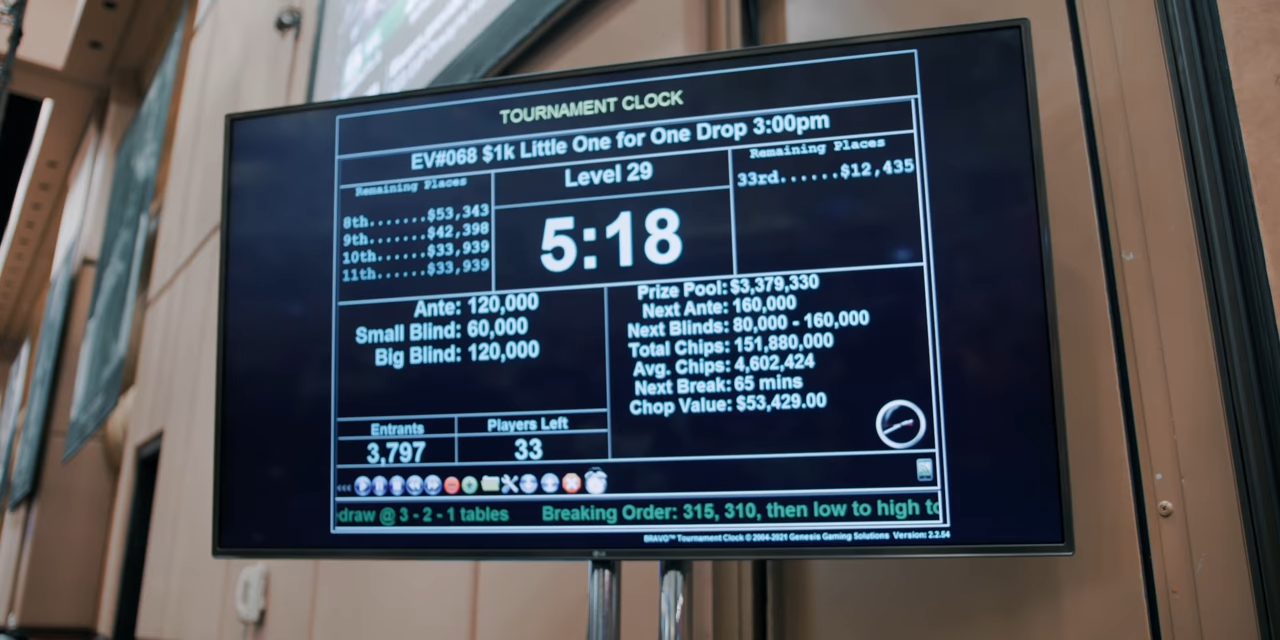 TOURNAMENT CLOCK
EV#068 $1k Little One for One Drop 3:00pm
Remaining Places
8th.......$53,343
9th.......$42,398
10th......$33,939
11th......$33,939
Level 29
5:18
Remaining Places
33rd......$12,435
Ante: 120,000
Small Blind: 60,000
Big Blind: 120,000
Prize Pool: $3,379,330
Next Ante: 160,000
Next Blinds: 80,000 - 160,000
Total Chips: 151,880,000
Avg. Chips: 4,602,424
Next Break: 65 mins
Chop Value: $53,429.00
Entrants
3,797
Players Left
33
draw @ 3 - 2 - 1 tables Breaking Order: 315, 310, then low to high to
BRAVO™ Tournament Clock © 2004-2021 Genesis Gaming Solutions Version: 2.2.54
LG